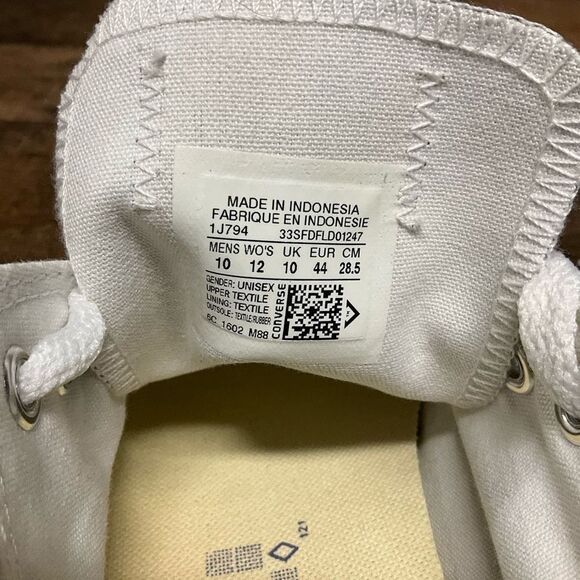 MADE IN INDONESIA
FABRIQUE EN INDONESIE
1J794 33SFDFLD01247
MENS WO'S UK EUR CM
10 12 10 44 28.5
GENDER: UNISEX
UPPER TEXTILE
LINING: TEXTILE
OUTSOLE: TEXTILE/RUBBER
6C 1602 M88
CONVERSE
121